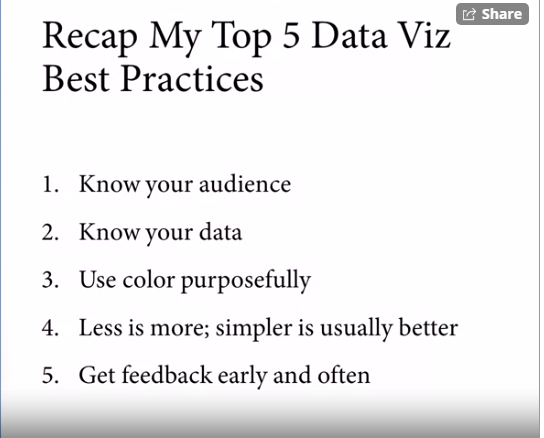 Share
Recap My Top 5 Data Viz
Best Practices
1. Know your audience
2. Know your data
3. Use color purposefully
4. Less is more; simpler is usually better
5. Get feedback early and often